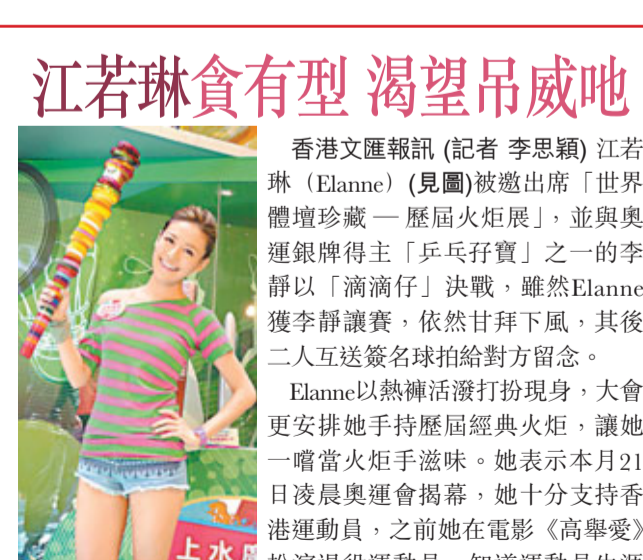 江若琳貪有型 渴望吊威吔
香港文匯報訊 (記者 李思穎) 江若
琳（Elanne）(見圖)被邀出席「世界
體壇珍藏 — 歷屆火炬展」，並與奧
運銀牌得主「乒乓孖寶」之一的李
靜以「滴滴仔」決戰，雖然Elanne
獲李靜讓賽，依然甘拜下風，其後
二人互送簽名球拍給對方留念。
Elanne以熱褲活潑打扮現身，大會
更安排她手持歷屆經典火炬，讓她
一嚐當火炬手滋味。她表示本月21
日凌晨奧運會揭幕，她十分支持香
港運動員，之前她在電影《高舉愛》
上水